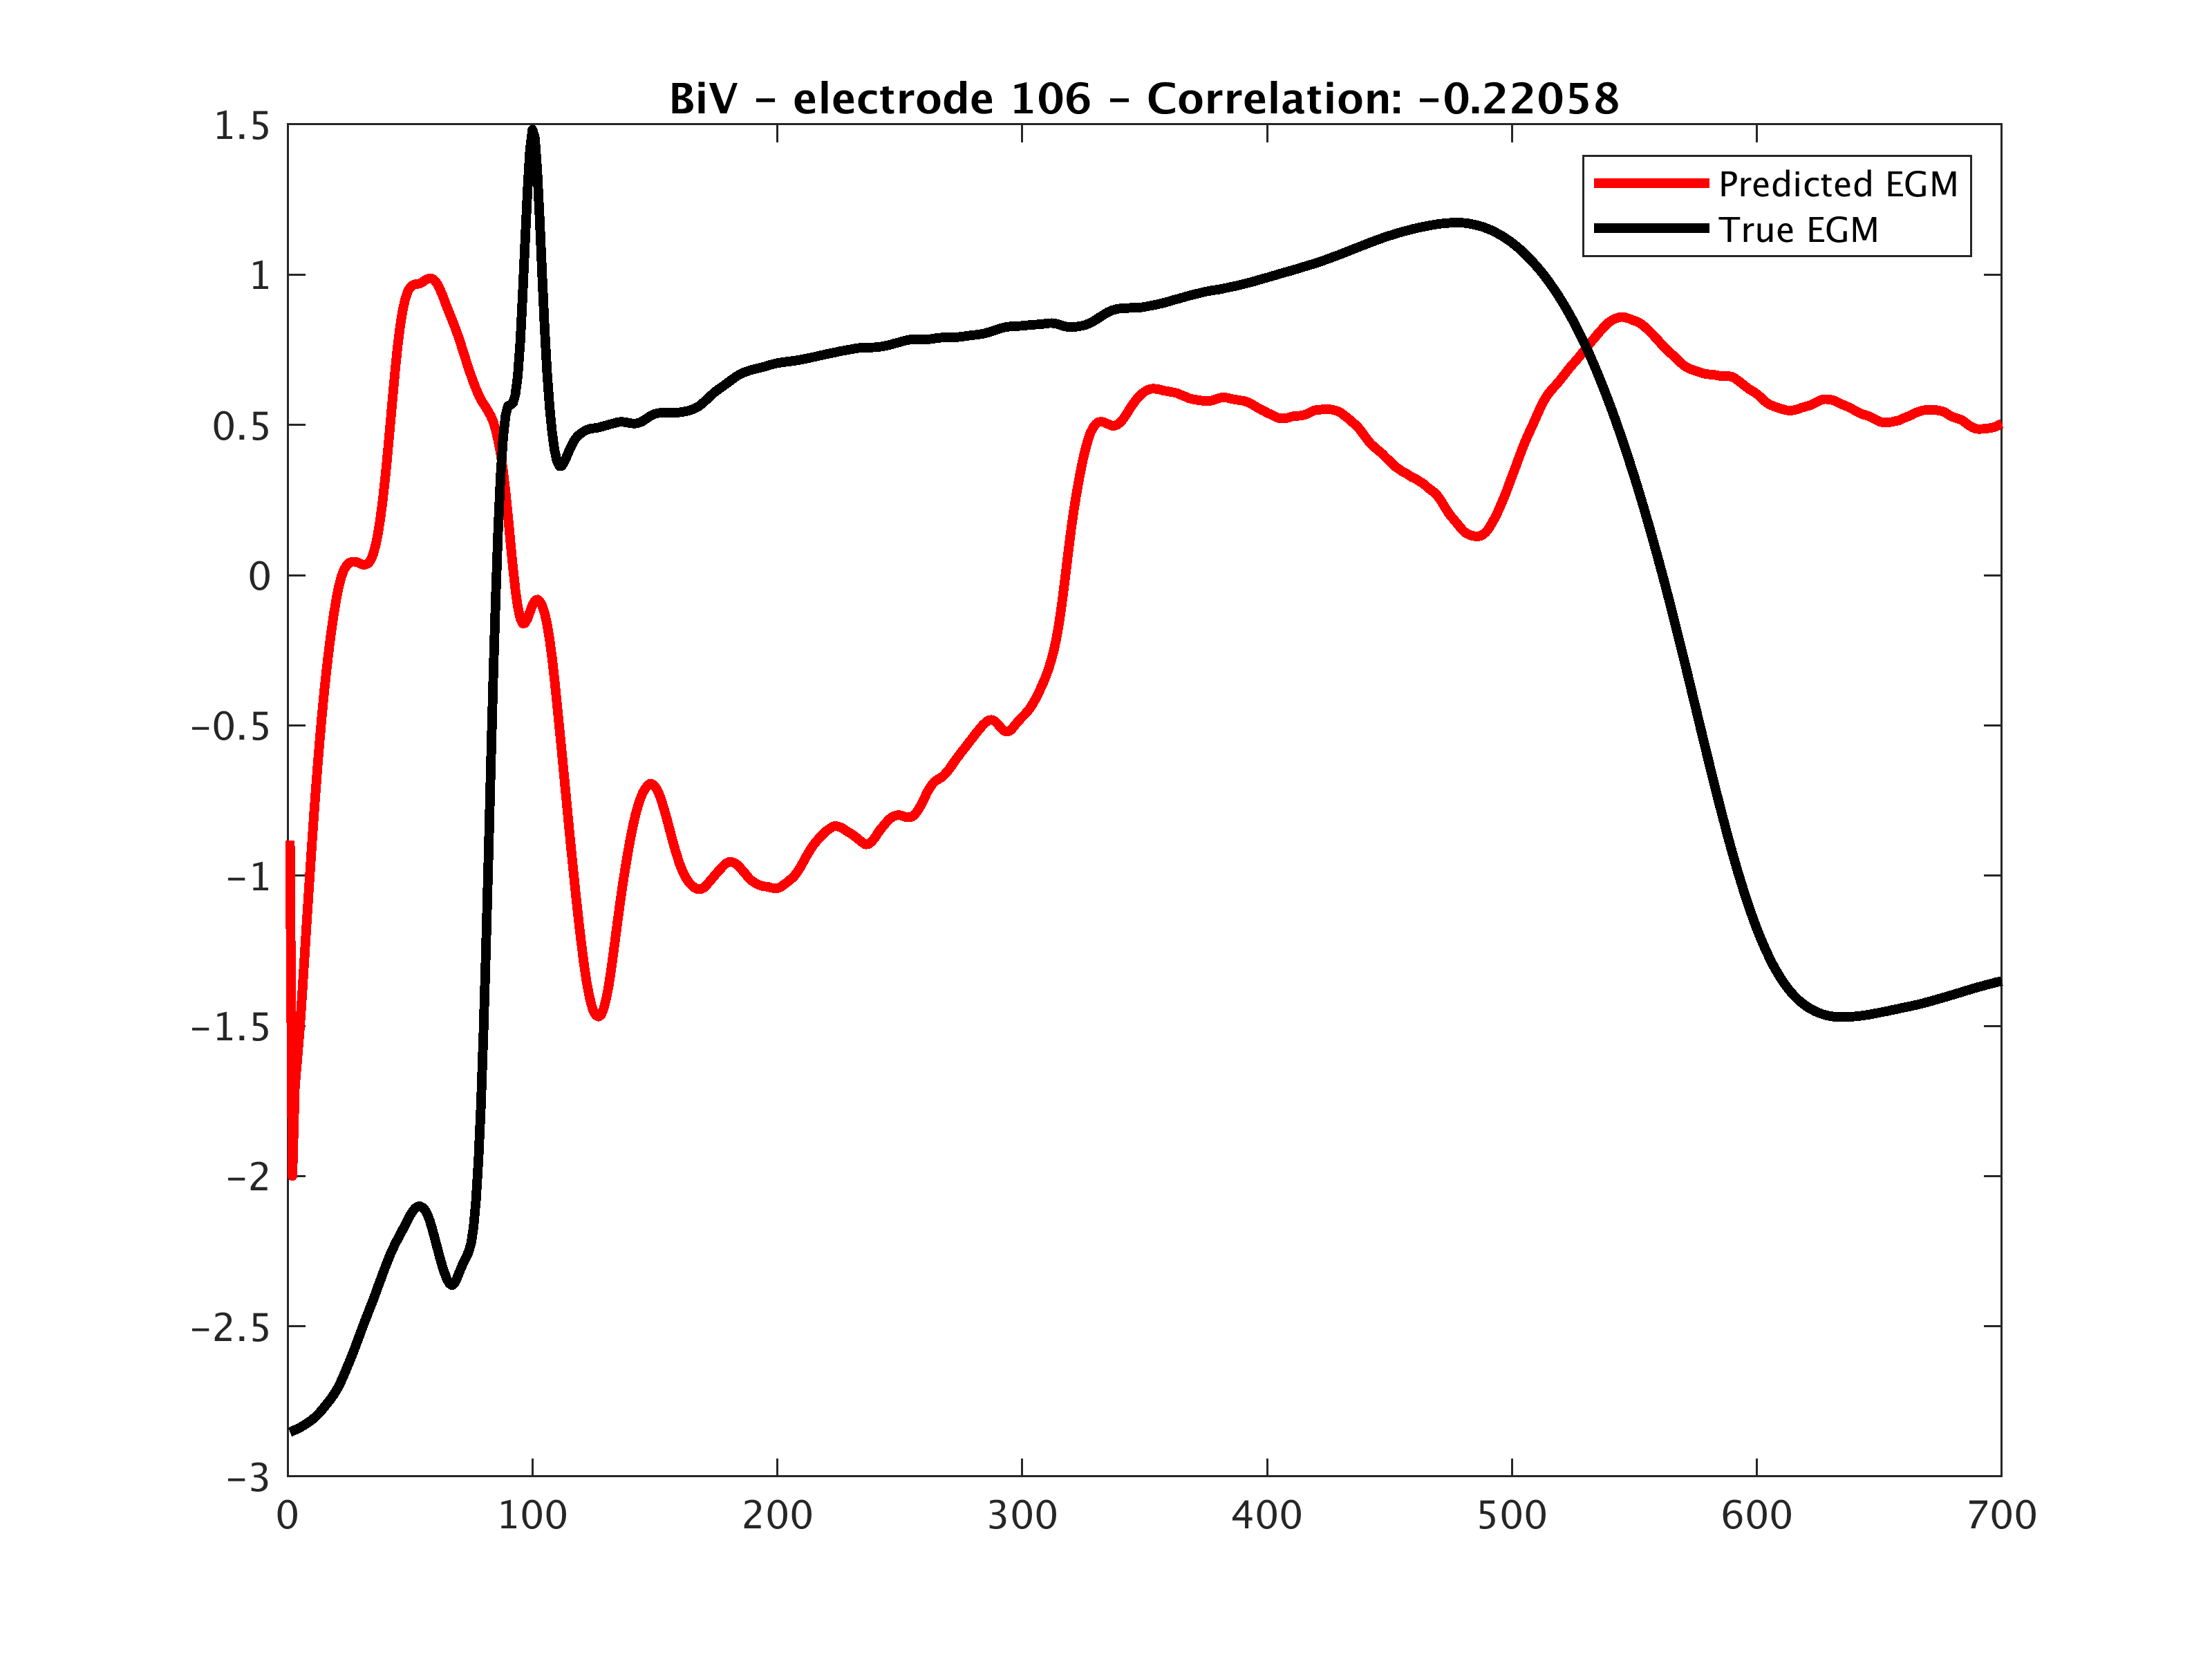 BiV – electrode 106 – Correlation: –0.22058
1.5
1
0.5
0
–0.5
–1
–1.5
–2
–2.5
–3
0 100 200 300 400 500 600 700
Predicted EGM
True EGM